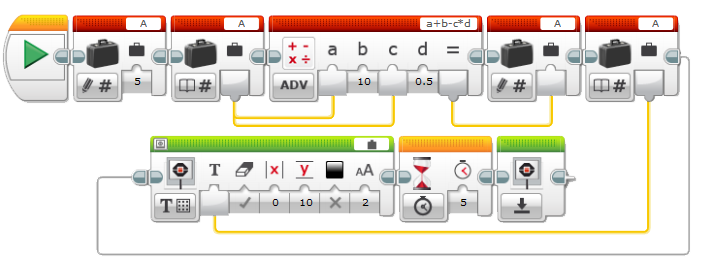 A A a+b-c*d A A
+ - x ÷ a b c d =
5 # # ADV 10 0.5 # #
T |x| y AA
T 0 10 2 5